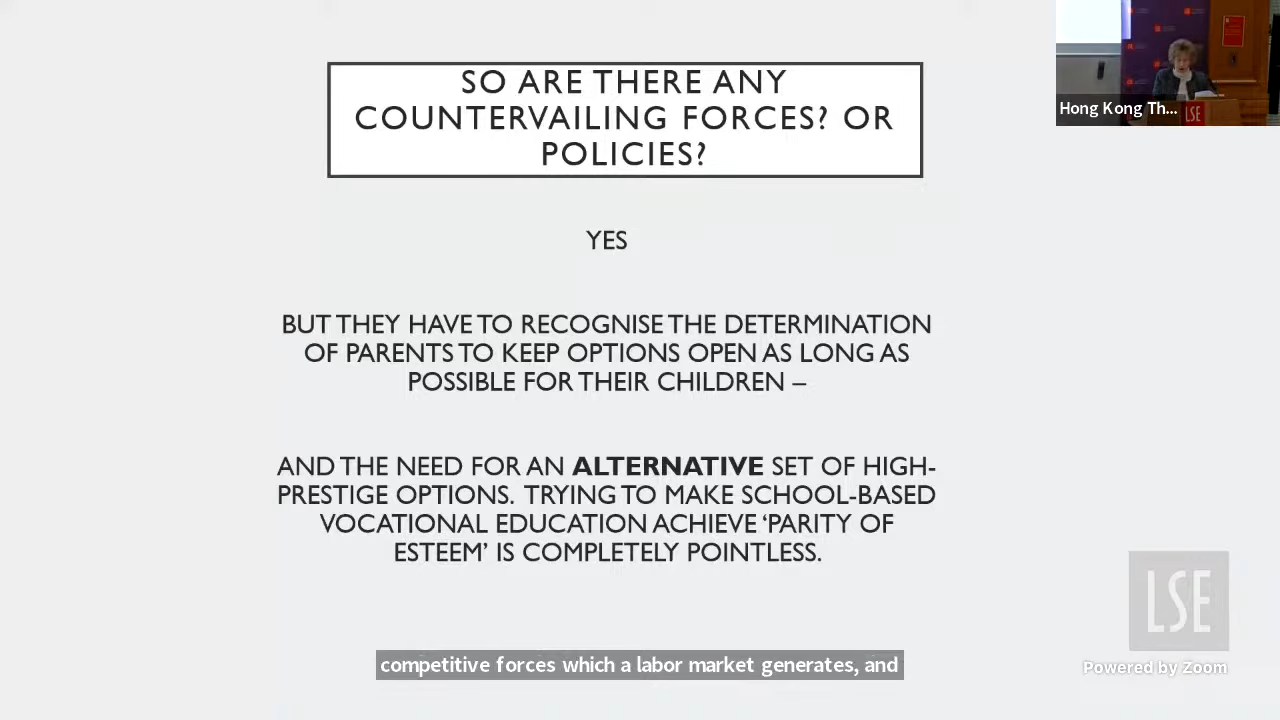 SO ARE THERE ANY
COUNTERVAILING FORCES? OR
POLICIES?
Hong Kong Th...
LSE
YES
BUT THEY HAVE TO RECOGNISE THE DETERMINATION
OF PARENTS TO KEEP OPTIONS OPEN AS LONG AS
POSSIBLE FOR THEIR CHILDREN –
AND THE NEED FOR AN ALTERNATIVE SET OF HIGH-
PRESTIGE OPTIONS. TRYING TO MAKE SCHOOL-BASED
VOCATIONAL EDUCATION ACHIEVE ‘PARITY OF
ESTEEM’ IS COMPLETELY POINTLESS.
LSE
Powered by Zoom
competitive forces which a labor market generates, and